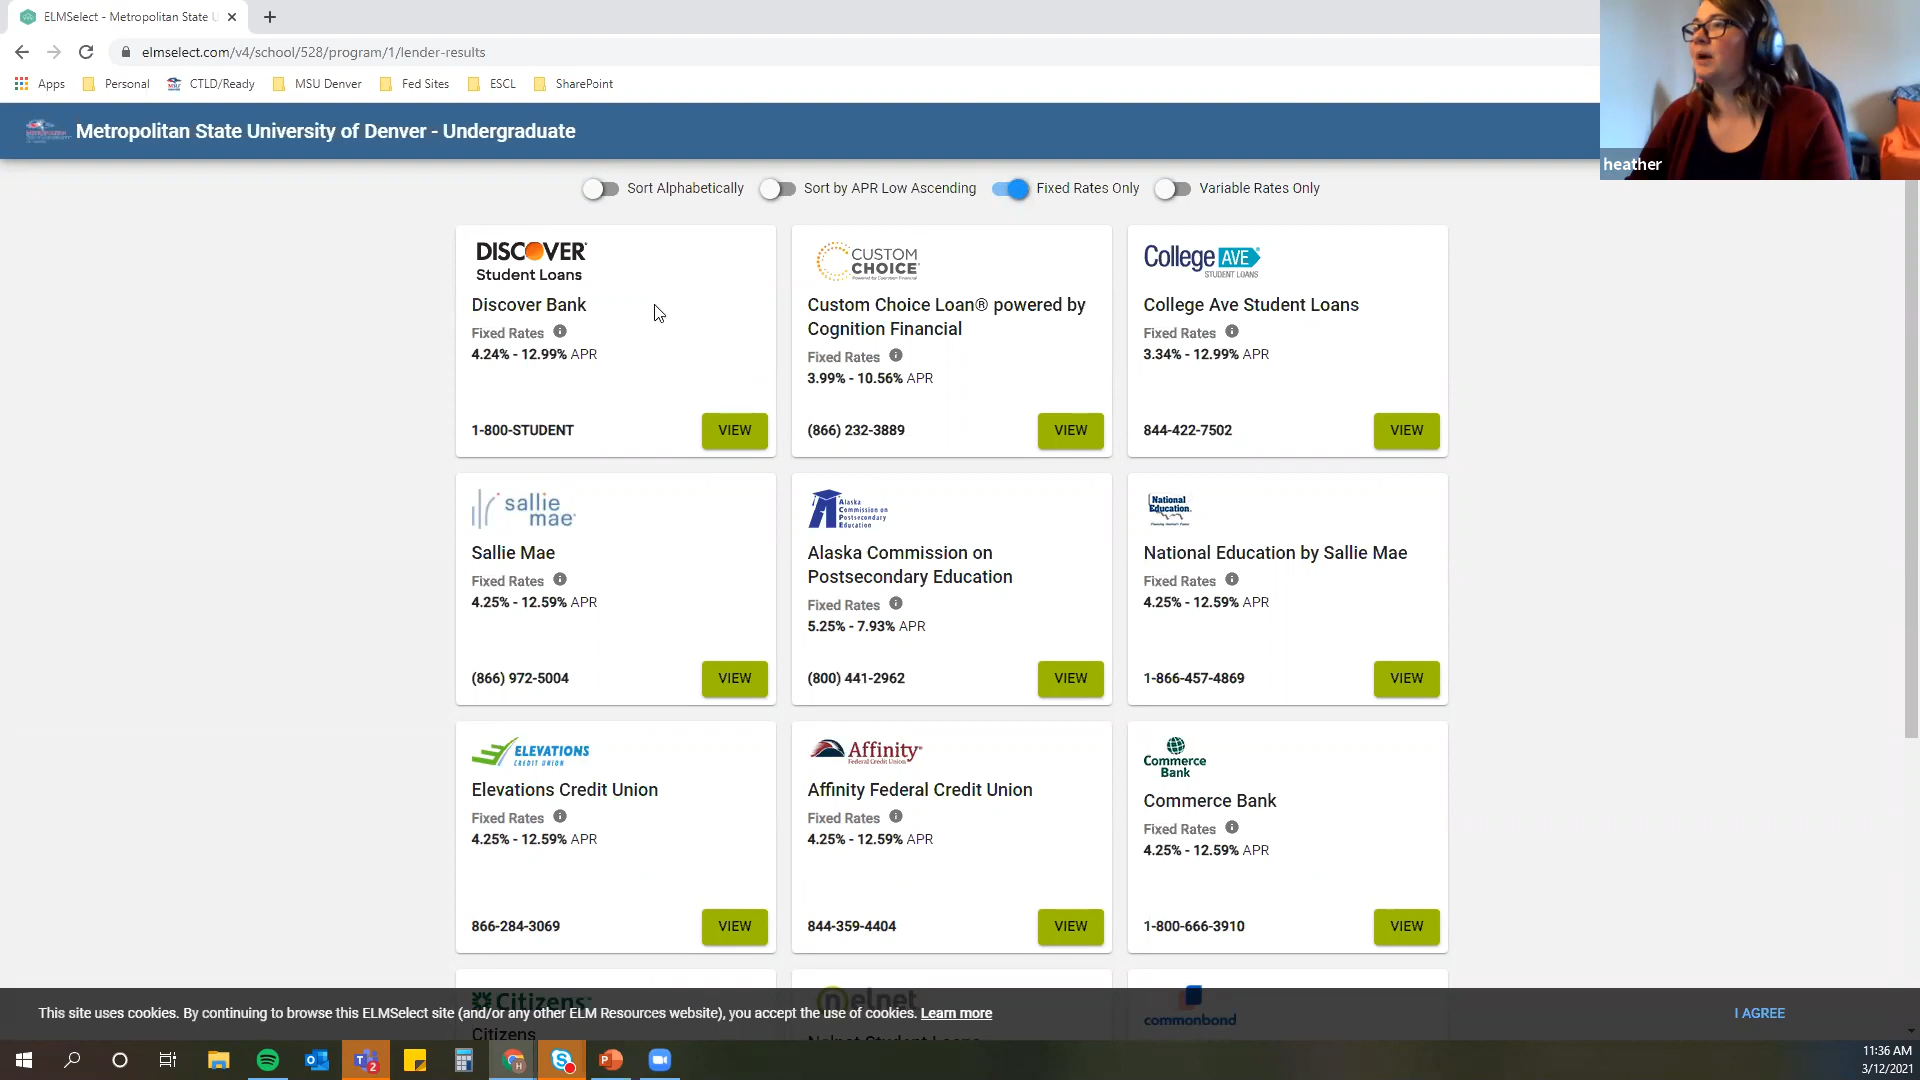 ELMSelect - Metropolitan State U
elmselect.com/v4/school/528/program/1/lender-results
Apps Personal CTLD/Ready MSU Denver Fed Sites ESCL SharePoint
Metropolitan State University of Denver - Undergraduate
heather
Sort Alphabetically Sort by APR Low Ascending Fixed Rates Only Variable Rates Only
DISCOVER
Student Loans
Discover Bank
Fixed Rates
4.24% - 12.99% APR
1-800-STUDENT
VIEW
CUSTOM
CHOICE
Custom Choice Loan® powered by
Cognition Financial
Fixed Rates
3.99% - 10.56% APR
(866) 232-3889
VIEW
College AVE
STUDENT LOANS
College Ave Student Loans
Fixed Rates
3.34% - 12.99% APR
844-422-7502
VIEW
sallie
mae
Sallie Mae
Fixed Rates
4.25% - 12.59% APR
(866) 972-5004
VIEW
Alaska
Commission on
Postsecondary
Education
Alaska Commission on
Postsecondary Education
Fixed Rates
5.25% - 7.93% APR
(800) 441-2962
VIEW
National
Education.
National Education by Sallie Mae
Fixed Rates
4.25% - 12.59% APR
1-866-457-4869
VIEW
ELEVATIONS
CREDIT UNION
Elevations Credit Union
Fixed Rates
4.25% - 12.59% APR
866-284-3069
VIEW
Affinity
Federal Credit Union
Affinity Federal Credit Union
Fixed Rates
4.25% - 12.59% APR
844-359-4404
VIEW
Commerce
Bank
Commerce Bank
Fixed Rates
4.25% - 12.59% APR
1-800-666-3910
VIEW
Citizens
Citizens
nelnet
Nelnet Student Loans
commonbond
This site uses cookies. By continuing to browse this ELMSelect site (and/or any other ELM Resources website), you accept the use of cookies. Learn more
I AGREE
11:36 AM
3/12/2021